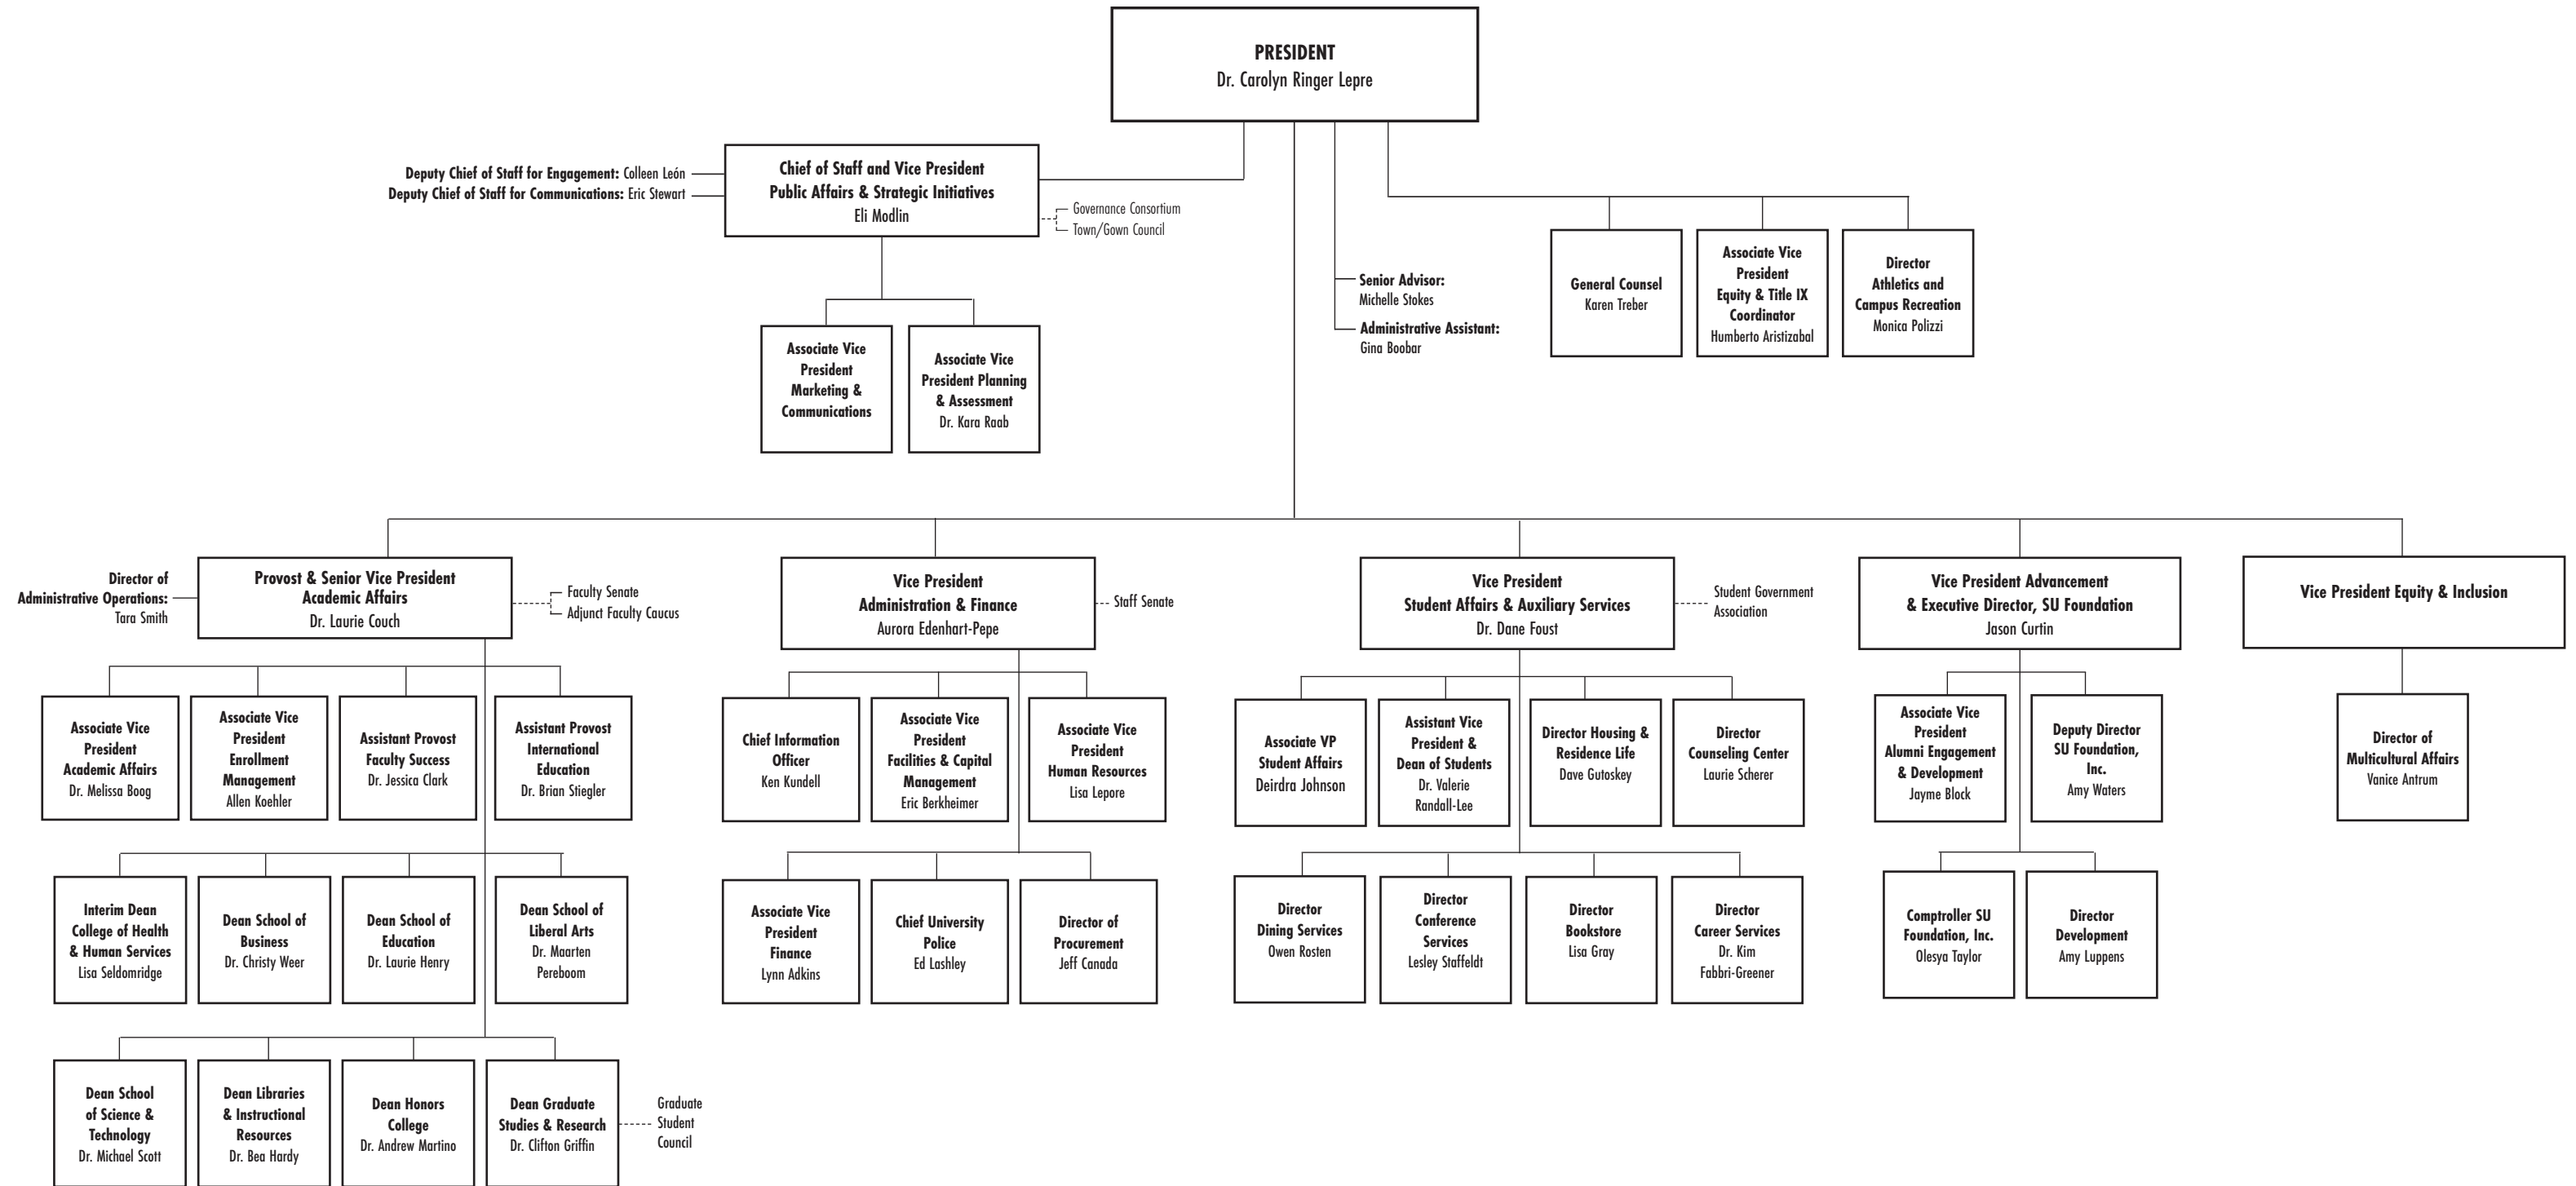 PRESIDENT
Dr. Carolyn Ringer Lepre
Deputy Chief of Staff for Engagement: Colleen León
Deputy Chief of Staff for Communications: Eric Stewart
Chief of Staff and Vice President
Public Affairs & Strategic Initiatives
Eli Modlin
Governance Consortium
Town/Gown Council
Associate Vice
President
Marketing &
Communications
Associate Vice
President Planning
& Assessment
Dr. Kara Raab
Senior Advisor:
Michelle Stokes
Administrative Assistant:
Gina Boobar
General Counsel
Karen Treber
Associate Vice
President
Equity & Title IX
Coordinator
Humberto Aristizabal
Director
Athletics and
Campus Recreation
Monica Polizzi
Director of
Administrative Operations:
Tara Smith
Provost & Senior Vice President
Academic Affairs
Dr. Laurie Couch
Faculty Senate
Adjunct Faculty Caucus
Vice President
Administration & Finance
Aurora Edenhart-Pepe
Staff Senate
Vice President
Student Affairs & Auxiliary Services
Dr. Dane Foust
Student Government
Association
Vice President Advancement
& Executive Director, SU Foundation
Jason Curtin
Vice President Equity & Inclusion
Associate Vice
President
Academic Affairs
Dr. Melissa Boog
Associate Vice
President
Enrollment
Management
Allen Koehler
Assistant Provost
Faculty Success
Dr. Jessica Clark
Assistant Provost
International
Education
Dr. Brian Stiegler
Chief Information
Officer
Ken Kundell
Associate Vice
President
Facilities & Capital
Management
Eric Berkheimer
Associate Vice
President
Human Resources
Lisa Lepore
Associate VP
Student Affairs
Deirdra Johnson
Assistant Vice
President &
Dean of Students
Dr. Valerie
Randall-Lee
Director Housing &
Residence Life
Dave Gutoskey
Director
Counseling Center
Laurie Scherer
Associate Vice
President
Alumni Engagement
& Development
Jayme Block
Deputy Director
SU Foundation,
Inc.
Amy Waters
Director of
Multicultural Affairs
Vanice Antrum
Interim Dean
College of Health
& Human Services
Lisa Seldomridge
Dean School of
Business
Dr. Christy Weer
Dean School of
Education
Dr. Laurie Henry
Dean School of
Liberal Arts
Dr. Maarten
Pereboom
Associate Vice
President
Finance
Lynn Adkins
Chief University
Police
Ed Lashley
Director of
Procurement
Jeff Canada
Director
Dining Services
Owen Rosten
Director
Conference
Services
Lesley Staffeldt
Director
Bookstore
Lisa Gray
Director
Career Services
Dr. Kim
Fabbri-Greener
Comptroller SU
Foundation, Inc.
Olesya Taylor
Director
Development
Amy Luppens
Dean School
of Science &
Technology
Dr. Michael Scott
Dean Libraries
& Instructional
Resources
Dr. Bea Hardy
Dean Honors
College
Dr. Andrew Martino
Dean Graduate
Studies & Research
Dr. Clifton Griffin
Graduate
Student
Council